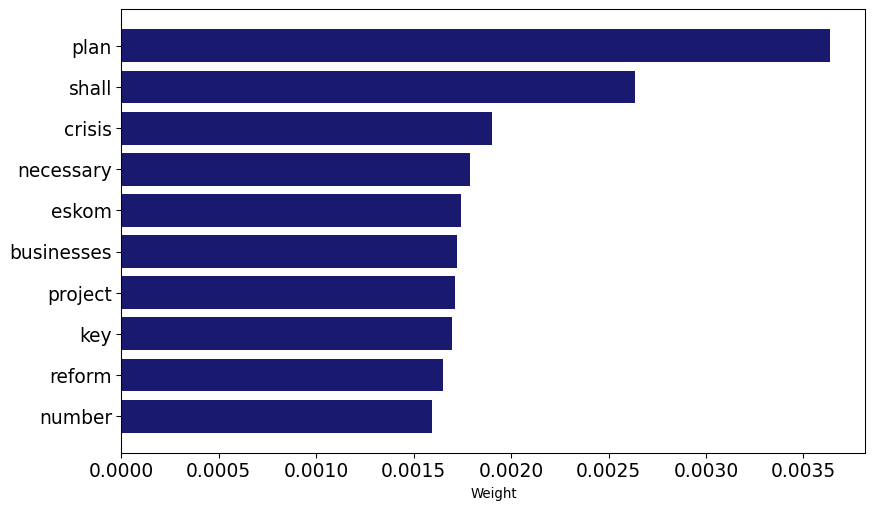 plan
shall
crisis
necessary
eskom
businesses
project
key
reform
number
0.0000 0.0005 0.0010 0.0015 0.0020 0.0025 0.0030 0.0035
Weight